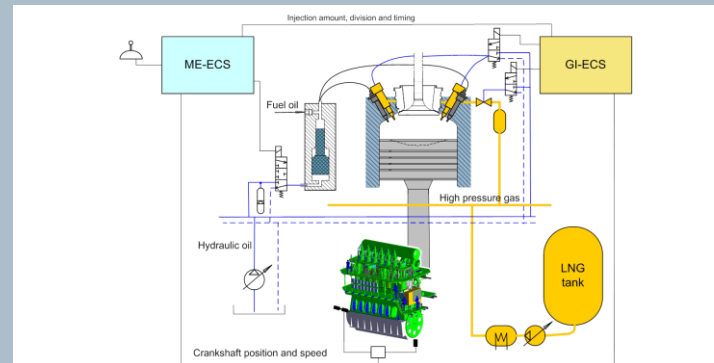 Injection amount, division and timing
ME-ECS
GI-ECS
Fuel oil
High pressure gas
Hydraulic oil
LNG
tank
Crankshaft position and speed